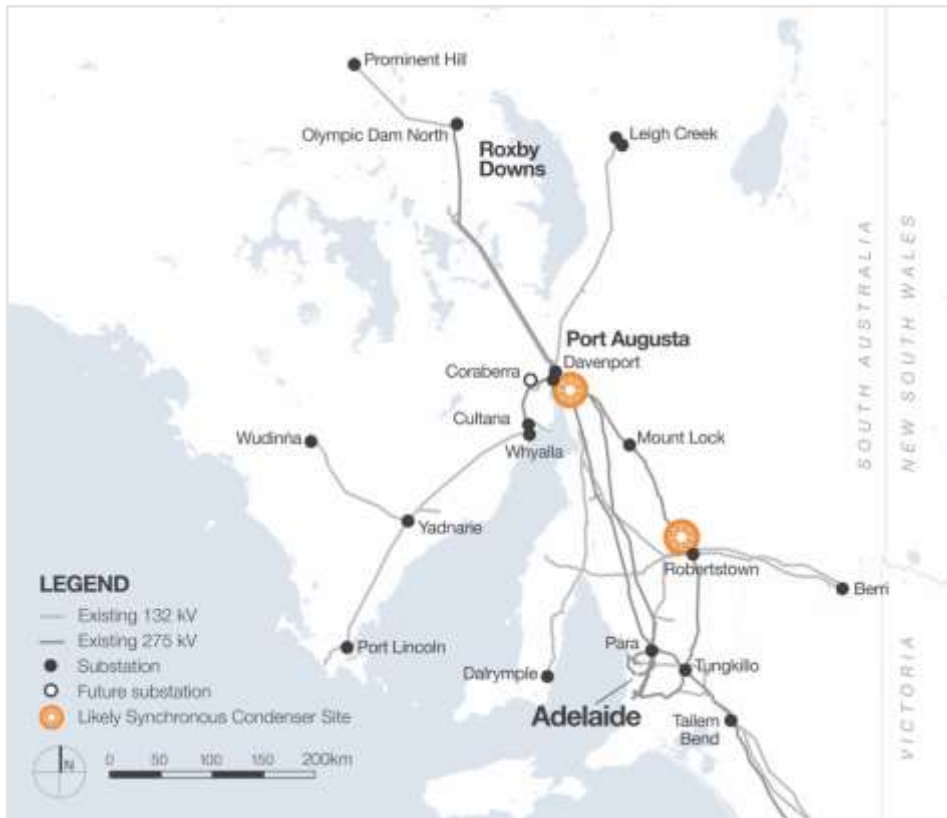 Prominent Hill
Olympic Dam North
Leigh Creek
Roxby
Downs
SOUTH AUSTRALIA
NEW SOUTH WALES
Port Augusta
Davenport
Coraberra
Cultana
Wudinna
Whyalla
Mount Lock
Yadnarie
Robertstown
Berri
LEGEND
Existing 132 kV
Existing 275 kV
Substation
Future substation
Likely Synchronous Condenser Site
Port Lincoln
Dalrymple
Para
Tungkillo
Adelaide
Tailem
Bend
VICTORIA
N
0 50 100 150 200km